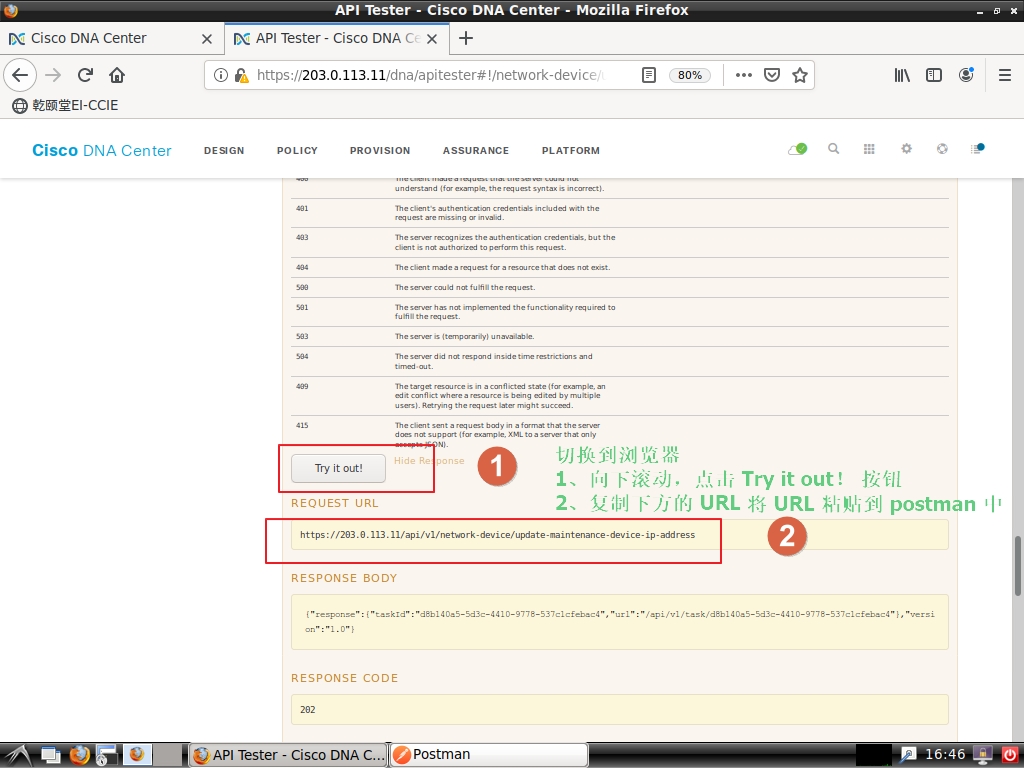 API Tester - Cisco DNA Center - Mozilla Firefox
Cisco DNA Center
API Tester - Cisco DNA Ce
https://203.0.113.11/dna/apitester#!/network-device/
80%
乾颐堂EI-CCIE
Cisco DNA Center
DESIGN
POLICY
PROVISION
ASSURANCE
PLATFORM
400
The client made a request that the server could not
understand (for example, the request syntax is incorrect).
401
The client's authentication credentials included with the
request are missing or invalid.
403
The server recognizes the authentication credentials, but the
client is not authorized to perform this request.
404
The client made a request for a resource that does not exist.
500
The server could not fulfill the request.
501
The server has not implemented the functionality required to
fulfill the request.
503
The server is (temporarily) unavailable.
504
The server did not respond inside time restrictions and
timed-out.
409
The target resource is in a conflicted state (for example, an
edit conflict where a resource is being edited by multiple
users). Retrying the request later might succeed.
415
The client sent a request body in a format that the server
does not support (for example, XML to a server that only
accepts JSON).
Try it out!
Hide Response
1
切换到浏览器
1、向下滚动，点击 Try it out！ 按钮
2、复制下方的 URL 将 URL 粘贴到 postman 中
REQUEST URL
https://203.0.113.11/api/v1/network-device/update-maintenance-device-ip-address
2
RESPONSE BODY
{"response":{"taskId":"d8b140a5-5d3c-4410-9778-537c1cfebac4","url":"/api/v1/task/d8b140a5-5d3c-4410-9778-537c1cfebac4"},"versi
on":"1.0"}
RESPONSE CODE
202
API Tester - Cisco DNA C...
Postman
16:46